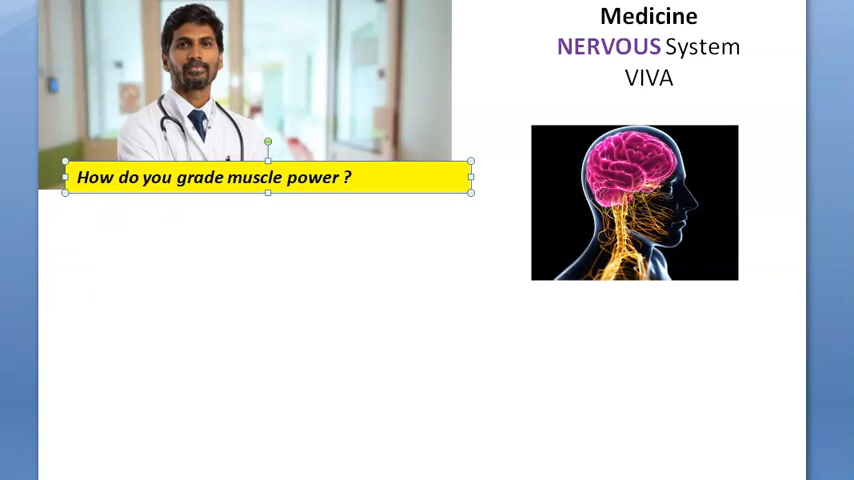 Medicine
NERVOUS System
VIVA
How do you grade muscle power ?